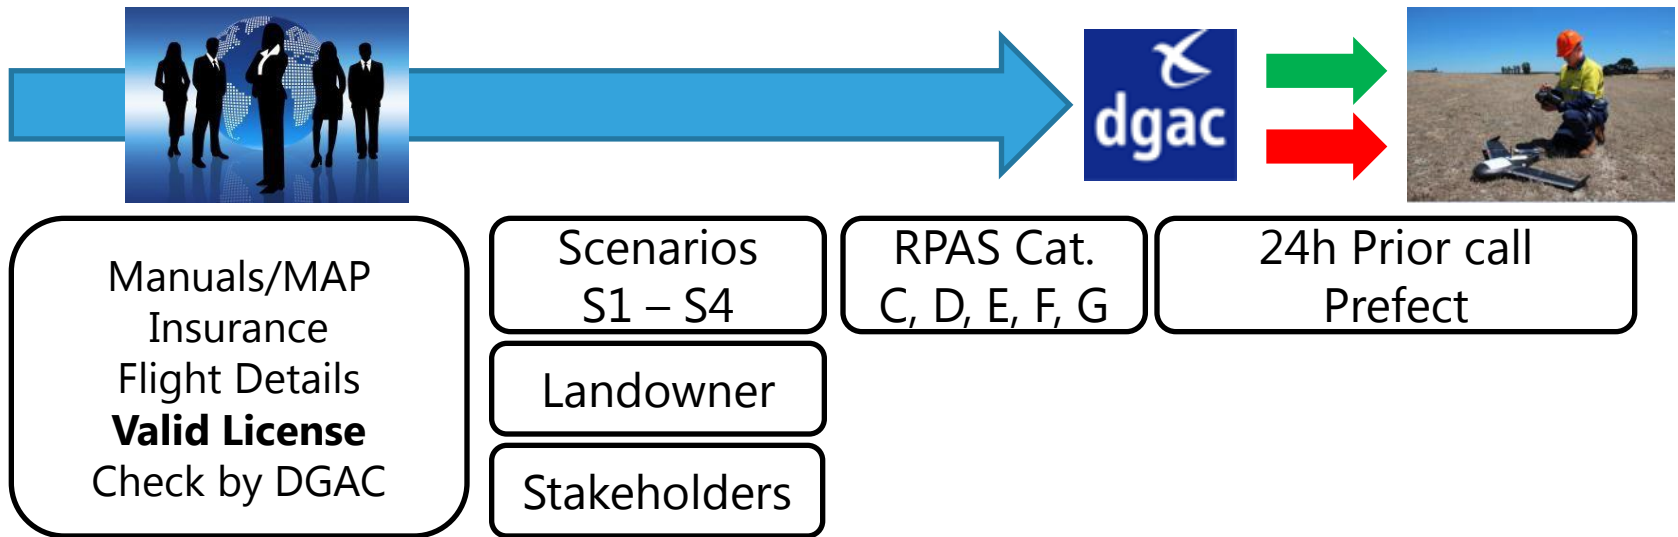 dgac
Manuals/MAP
Insurance
Flight Details
Valid License
Check by DGAC
Scenarios
S1 – S4
Landowner
Stakeholders
RPAS Cat.
C, D, E, F, G
24h Prior call
Prefect